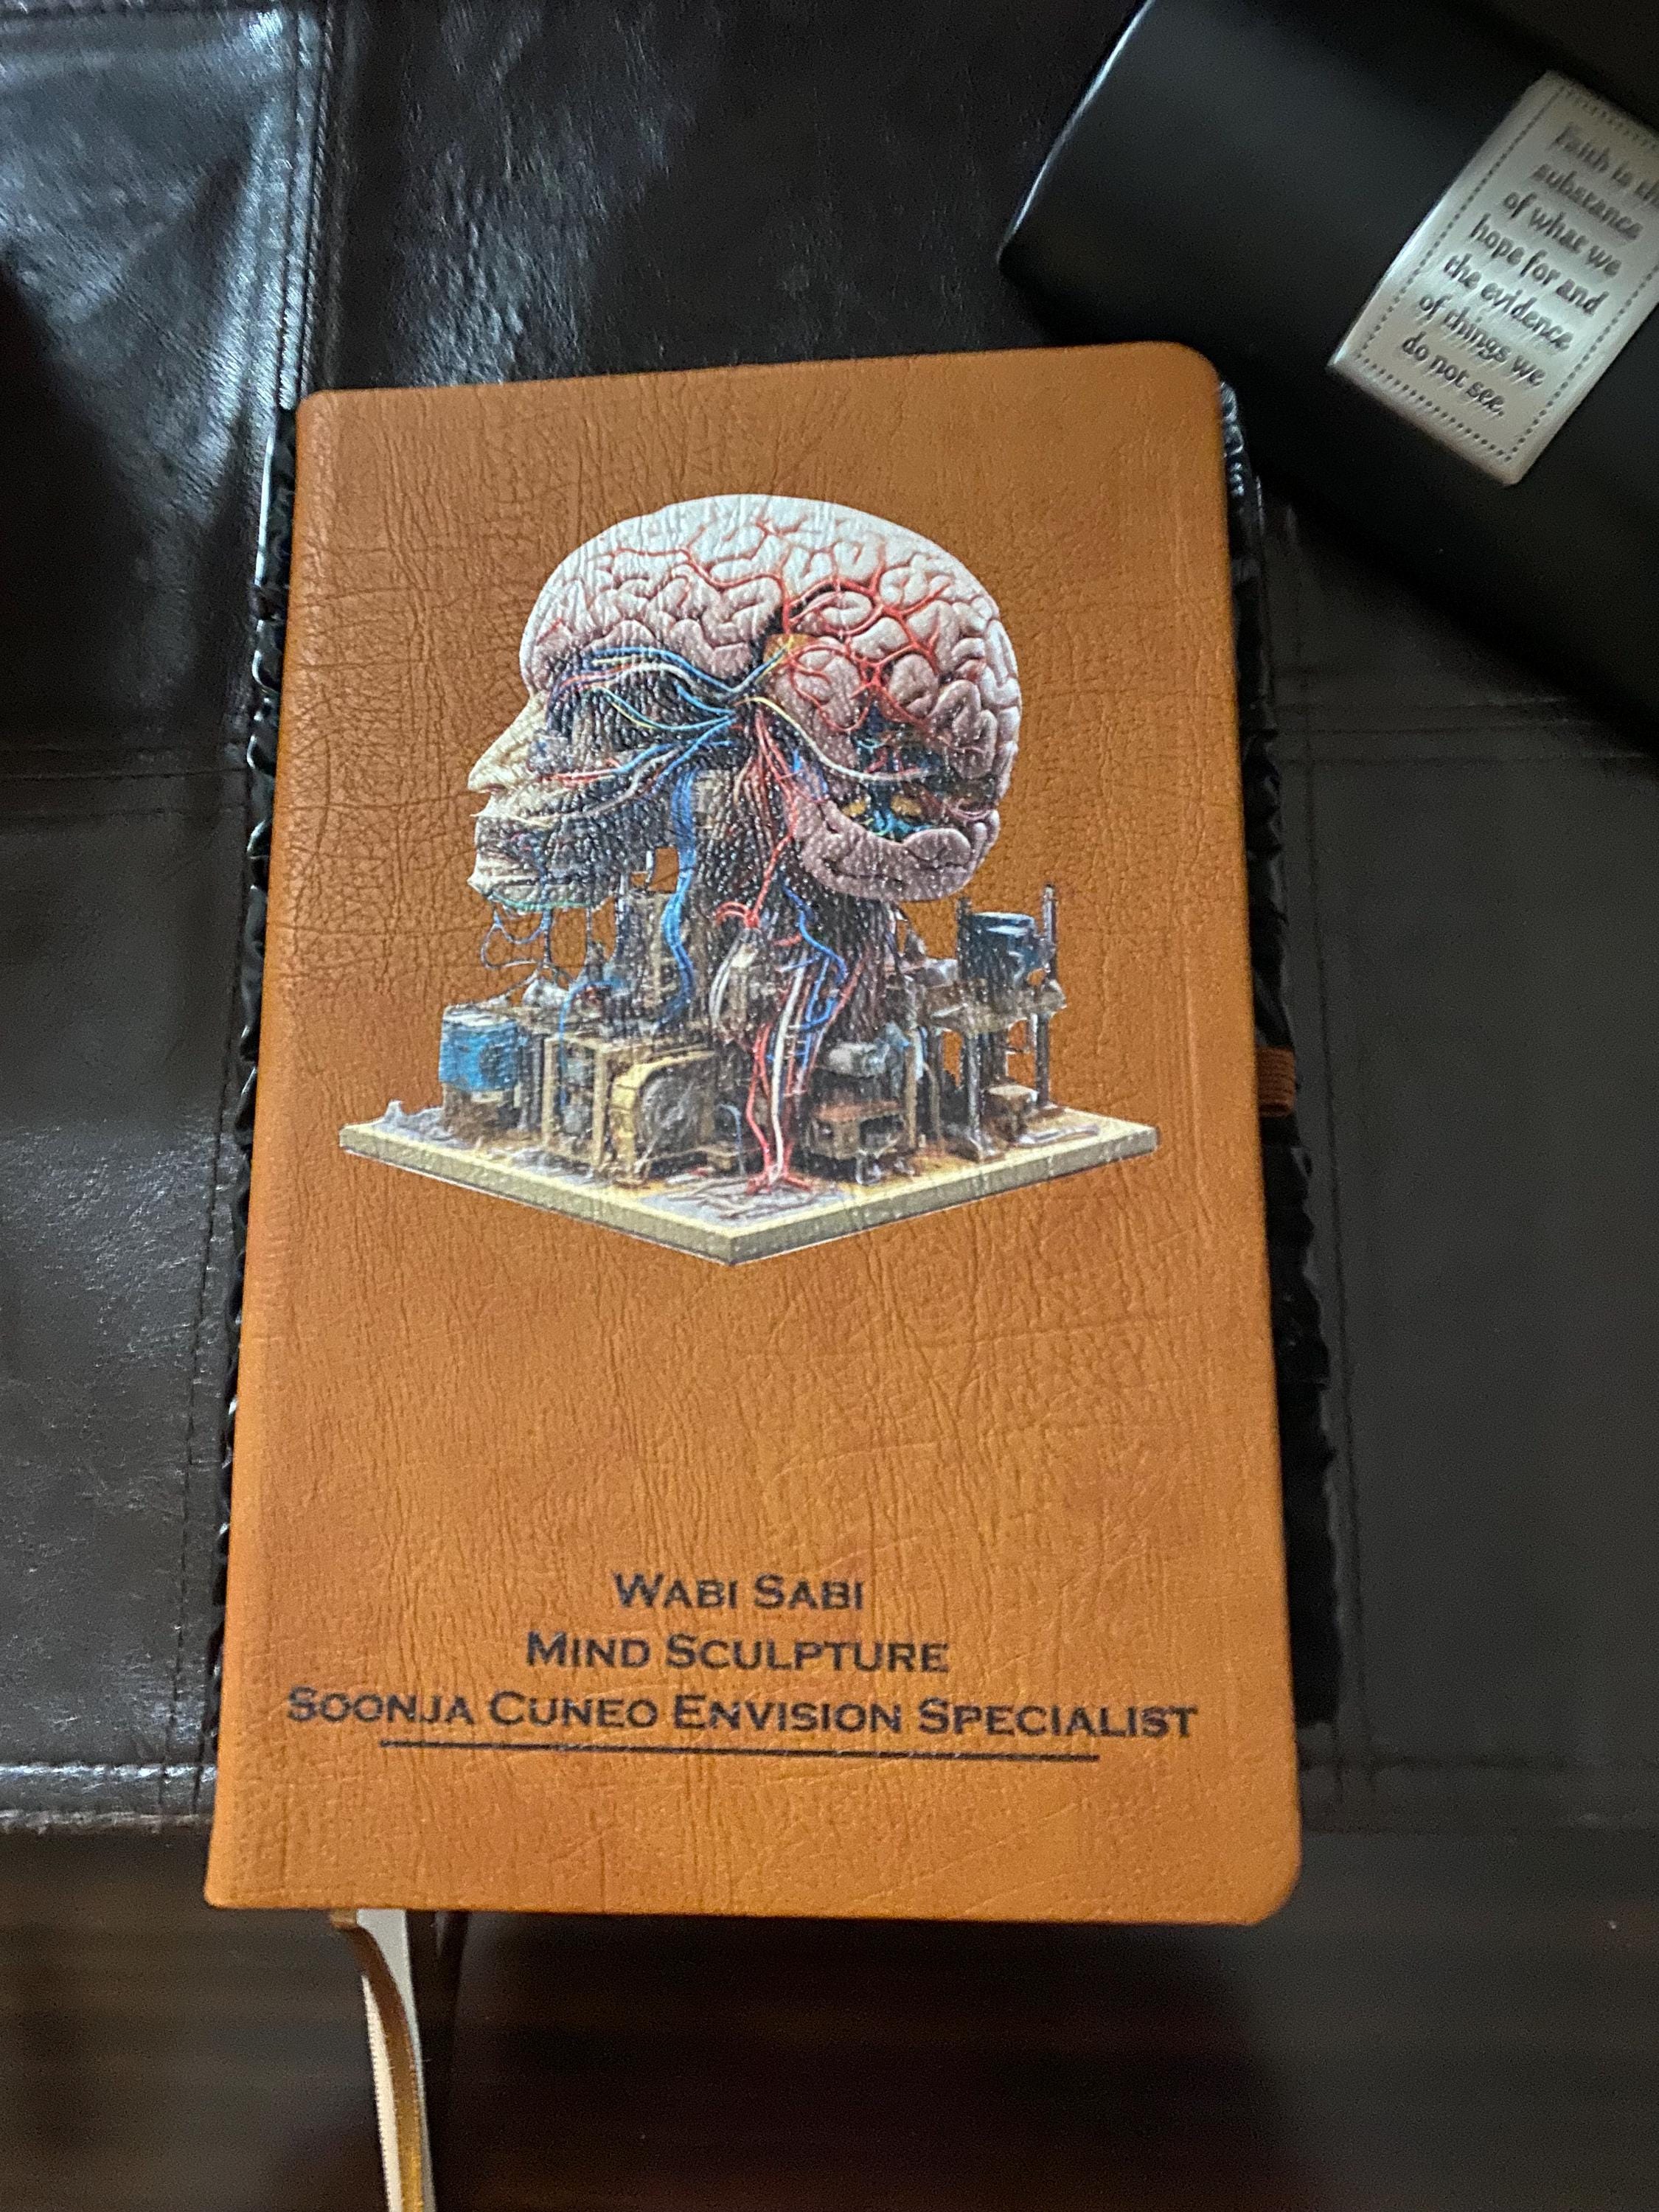 Faith is the
substance
of what we
hope for and
the evidence
of things we
do not see.
WABI SABI
MIND SCULPTURE
SOONJA CUNEO ENVISION SPECIALIST